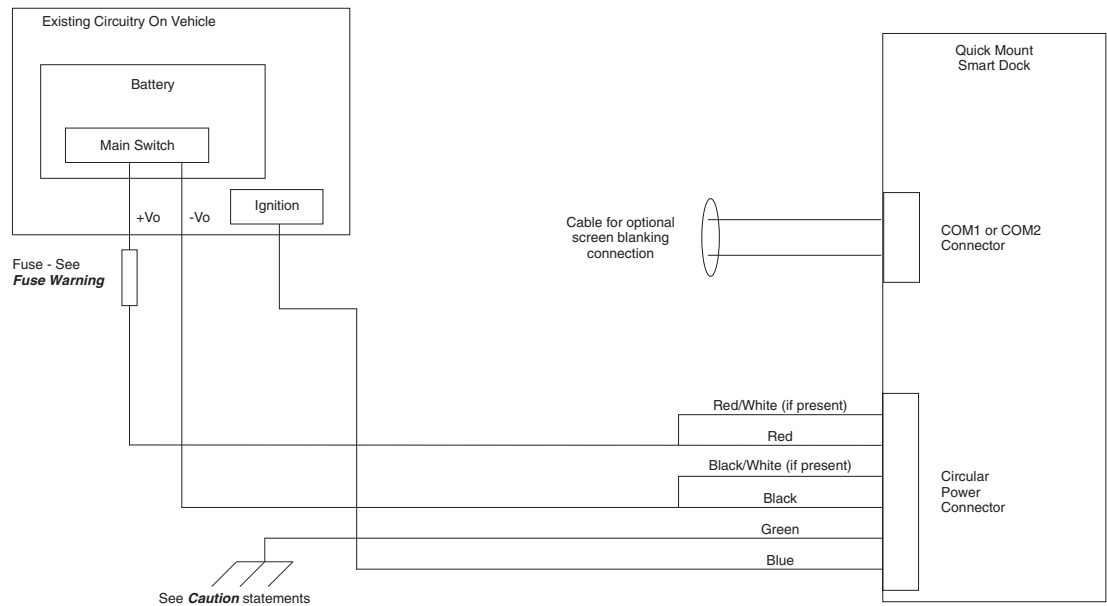 Existing Circuitry On Vehicle
Battery
Main Switch
+Vo
-Vo
Ignition
Fuse - See
Fuse Warning
Quick Mount
Smart Dock
Cable for optional
screen blanking
connection
COM1 or COM2
Connector
Red/White (if present)
Red
Black/White (if present)
Black
Green
Blue
Circular
Power
Connector
See Caution statements